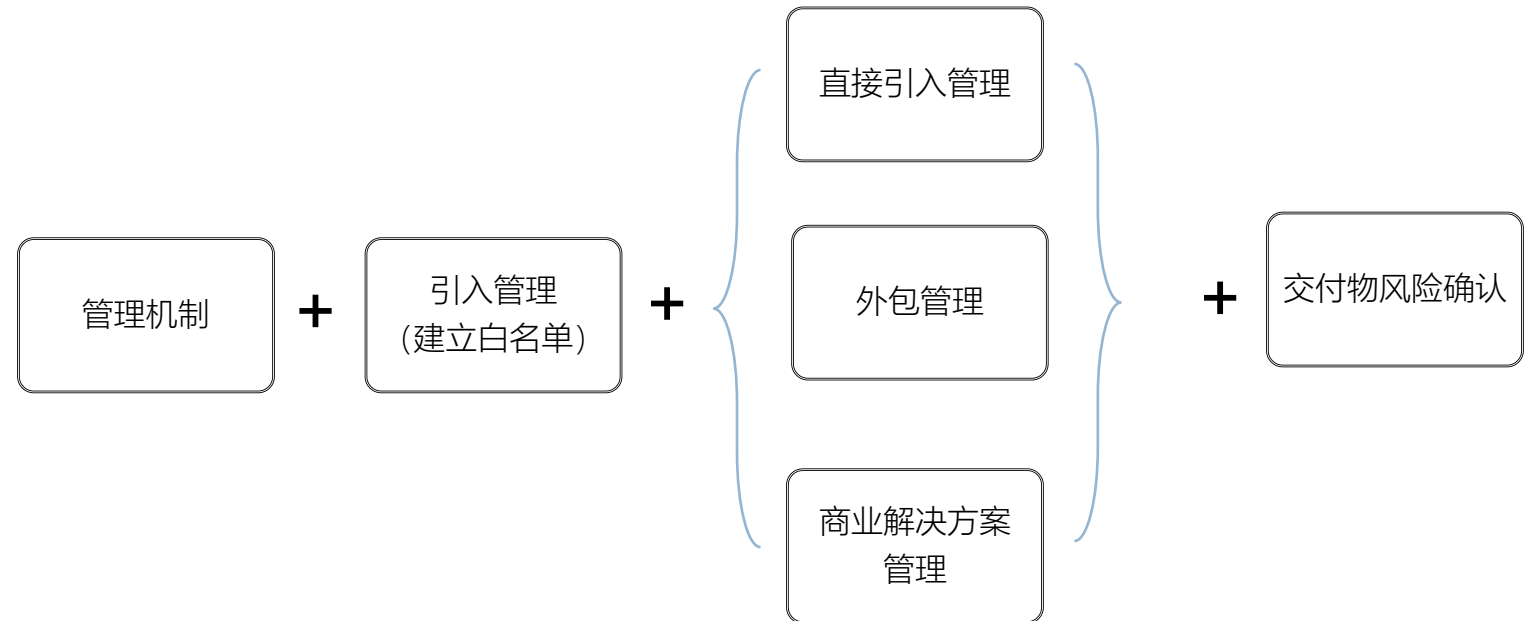 管理机制
+
引入管理
（建立白名单）
+
直接引入管理
外包管理
商业解决方案
管理
+
交付物风险确认